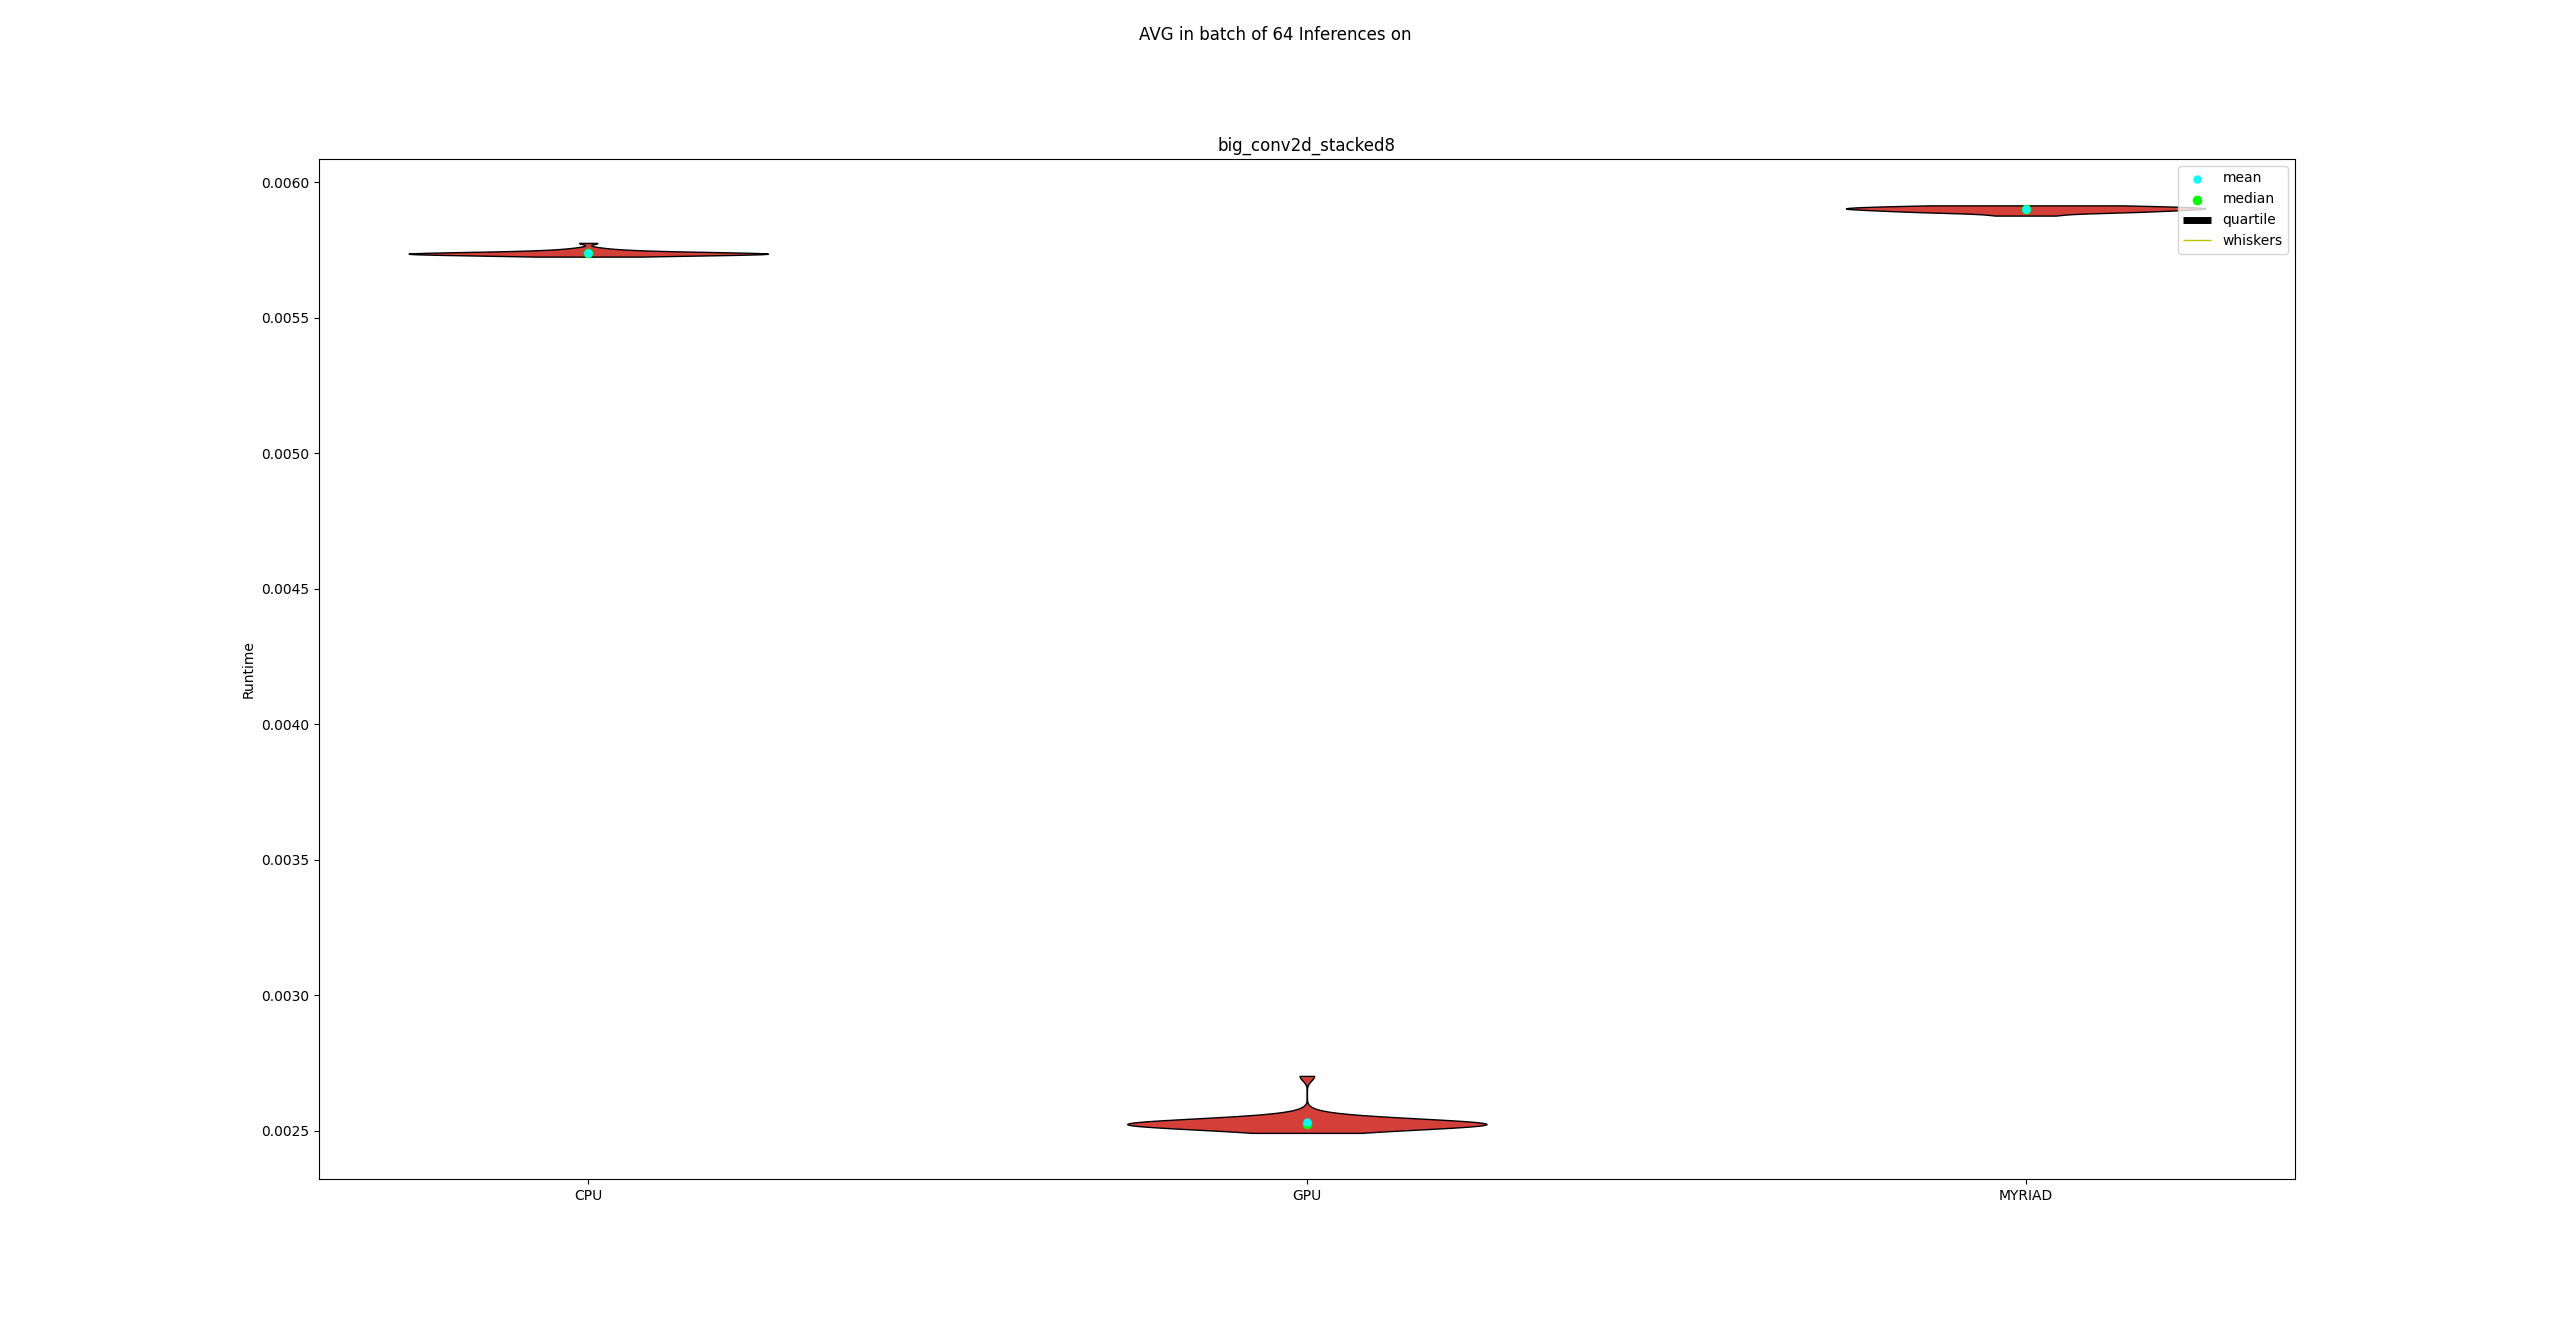 AVG in batch of 64 Inferences on
big_conv2d_stacked8
mean
median
quartile
whiskers
0.0060
0.0055
0.0050
0.0045
0.0040
0.0035
0.0030
0.0025
Runtime
CPU
GPU
MYRIAD